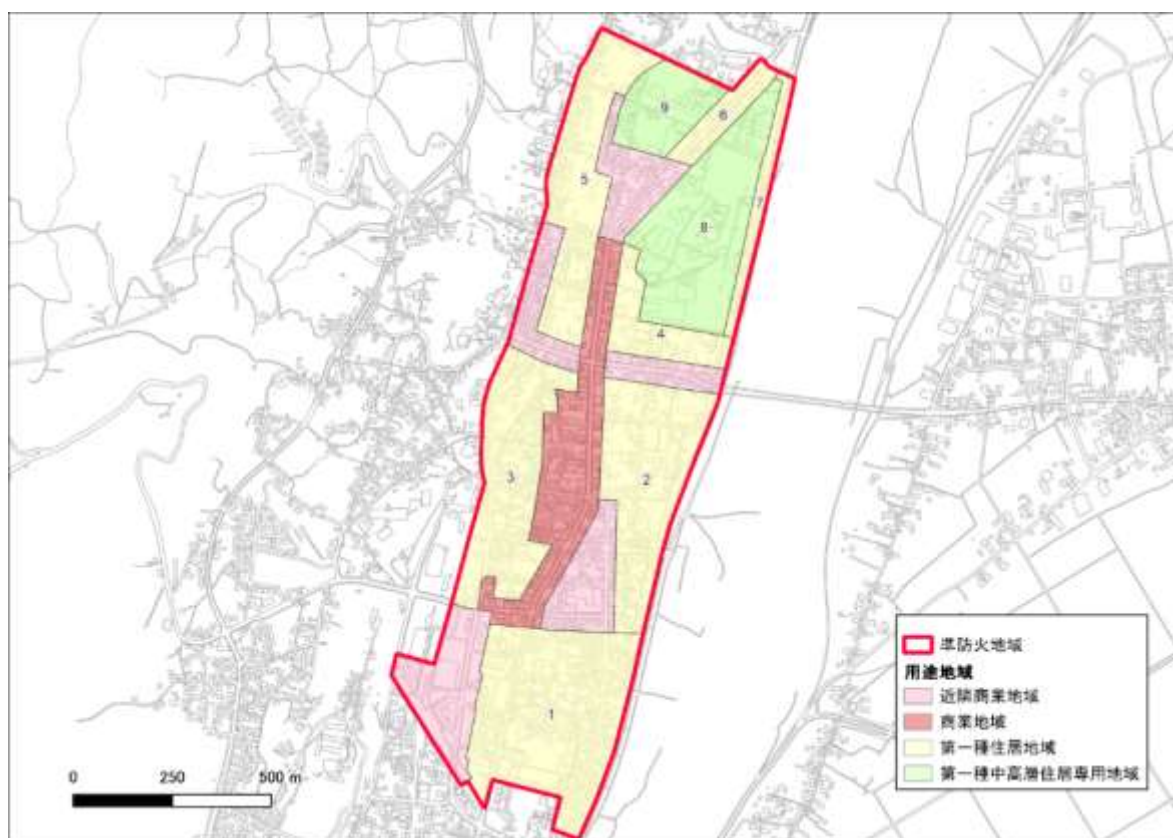 9
6
5
7
8
4
3
2
1
準防火地域
用途地域
近隣商業地域
商業地域
第一種住居地域
第一種中高層住居専用地域
0 250 500 m